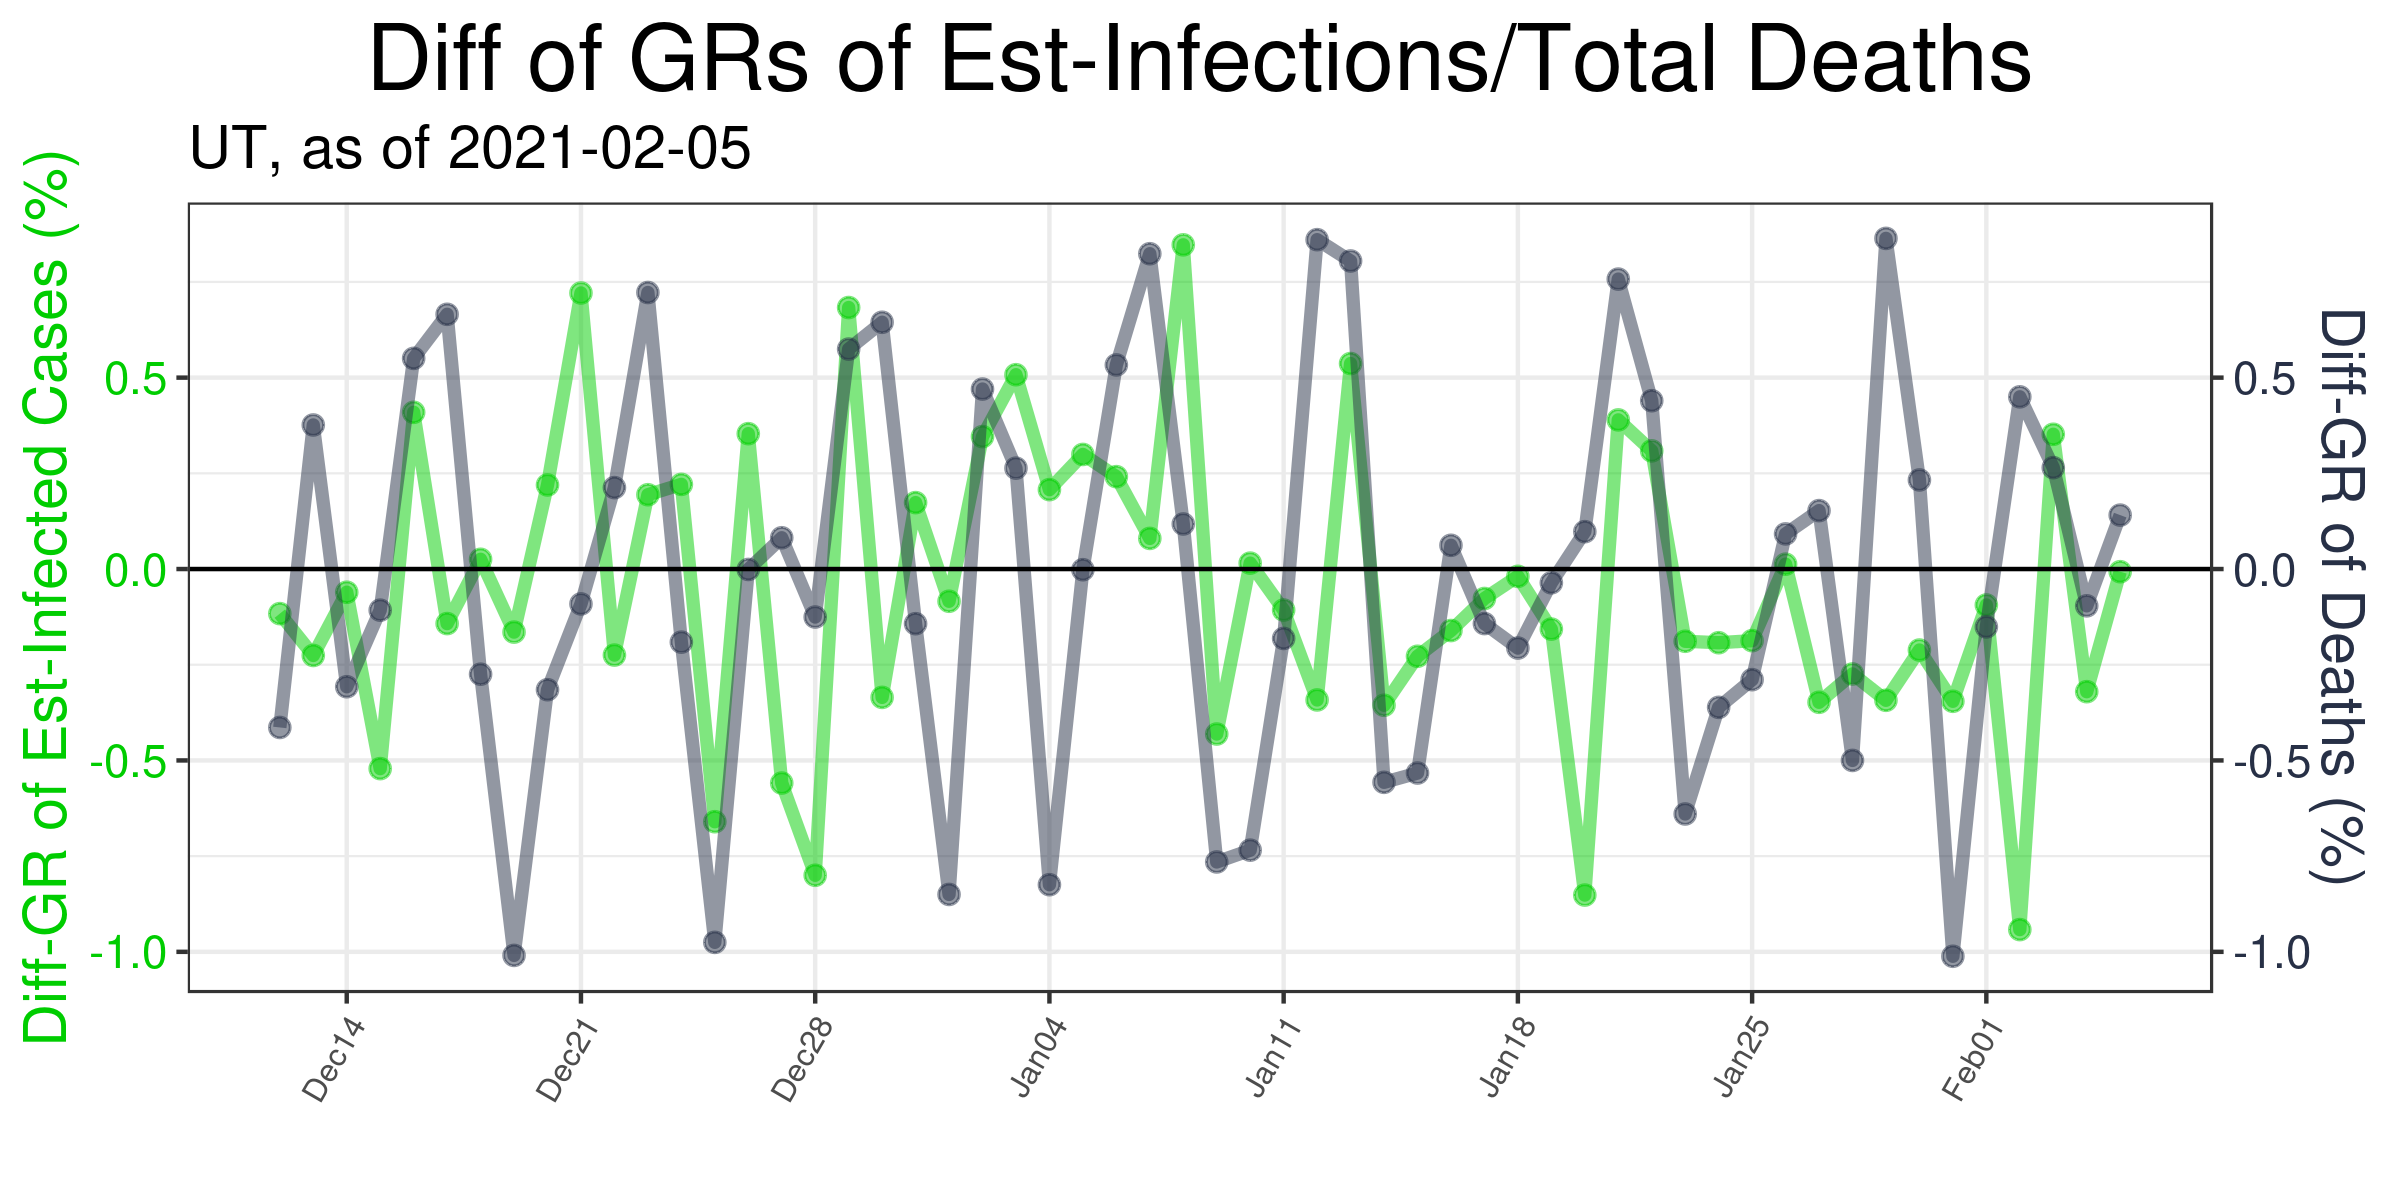 Diff of GRs of Est-Infections/Total Deaths
UT, as of 2021-02-05
Diff-GR of Est-Infected Cases (%)
0.5
0.0
-0.5
-1.0
0.5
0.0
-0.5
-1.0
Diff-GR of Deaths (%)
Dec14
Dec21
Dec28
Jan04
Jan11
Jan18
Jan25
Feb01